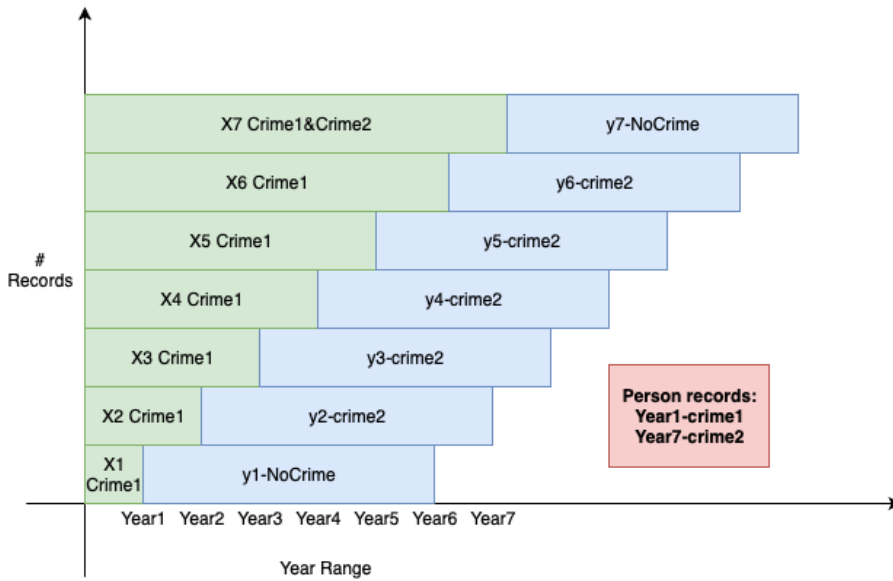 X7 Crime1&Crime2
y7-NoCrime
X6 Crime1
y6-crime2
X5 Crime1
y5-crime2
#
Records
X4 Crime1
y4-crime2
X3 Crime1
y3-crime2
Person records:
Year1-crime1
Year7-crime2
X2 Crime1
y2-crime2
X1
Crime1
y1-NoCrime
Year1 Year2 Year3 Year4 Year5 Year6 Year7
Year Range